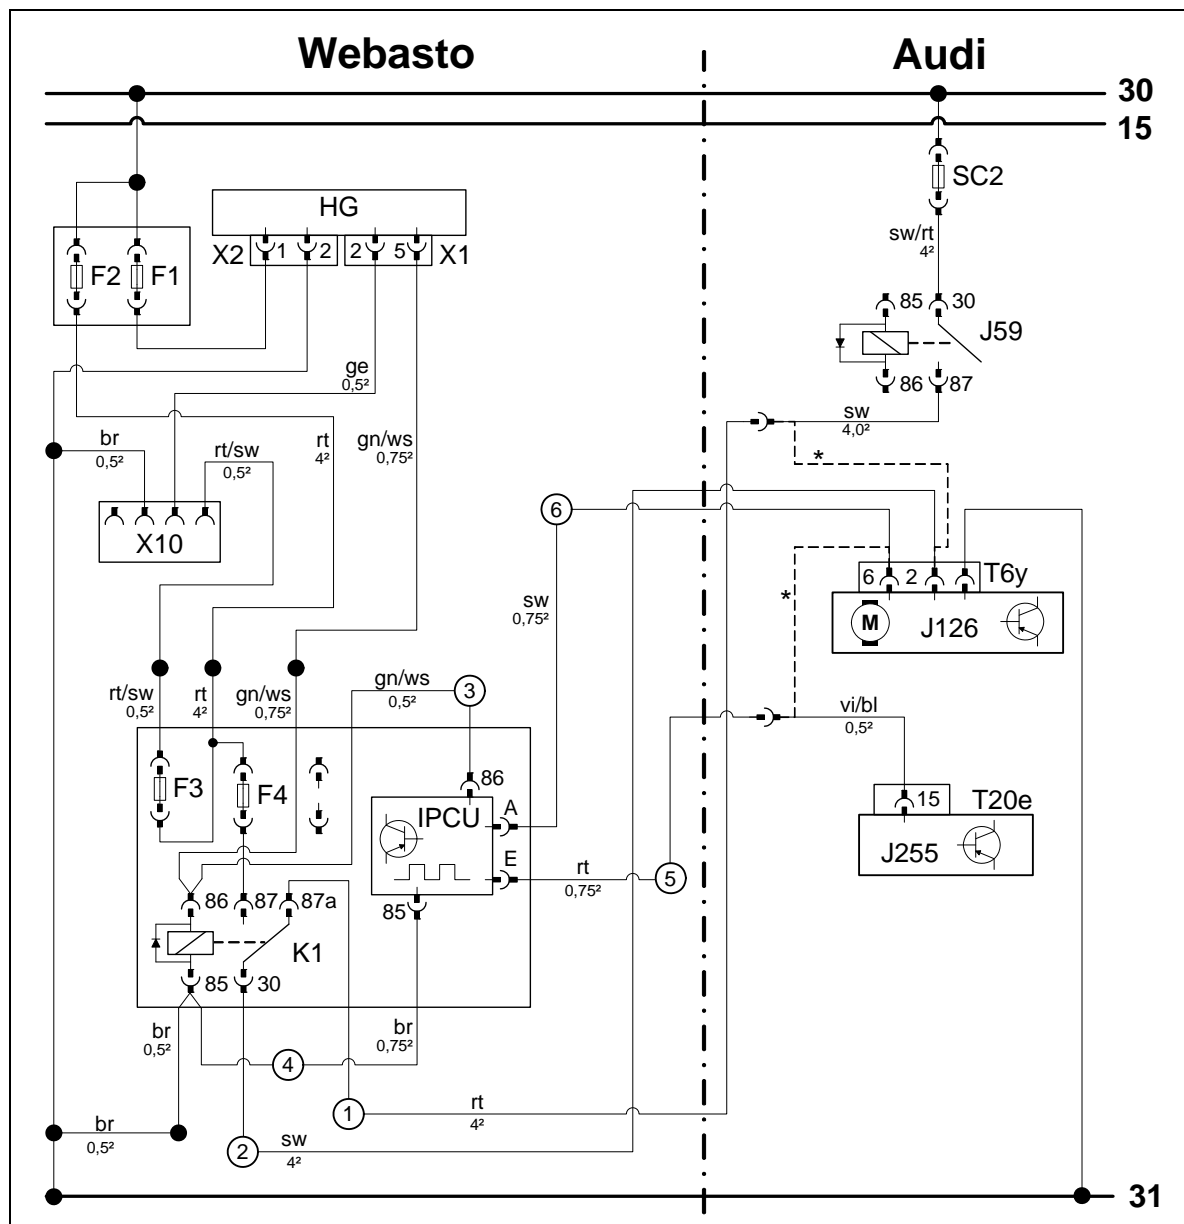 Webasto
Audi
30
15
SC2
HG
X2 1 2 2 5 X1
sw/rt
4²
F2 F1
85 30
J59
86 87
ge
0,5²
sw
4,0²
br
0,5²
rt/sw
0,5²
rt
4²
gn/ws
0,75²
*
6
X10
6 2 T6y
sw
0,75²
*
M
J126
rt/sw
0,5²
rt
4²
gn/ws
0,75²
gn/ws
0,5²
3
vi/bl
0,5²
F3
F4
86
IPCU
A
15 T20e
E
rt
0,75²
5
J255
86 87 87a
85
K1
85 30
br
0,5²
br
0,75²
4
1
rt
4²
br
0,5²
2
sw
4²
31